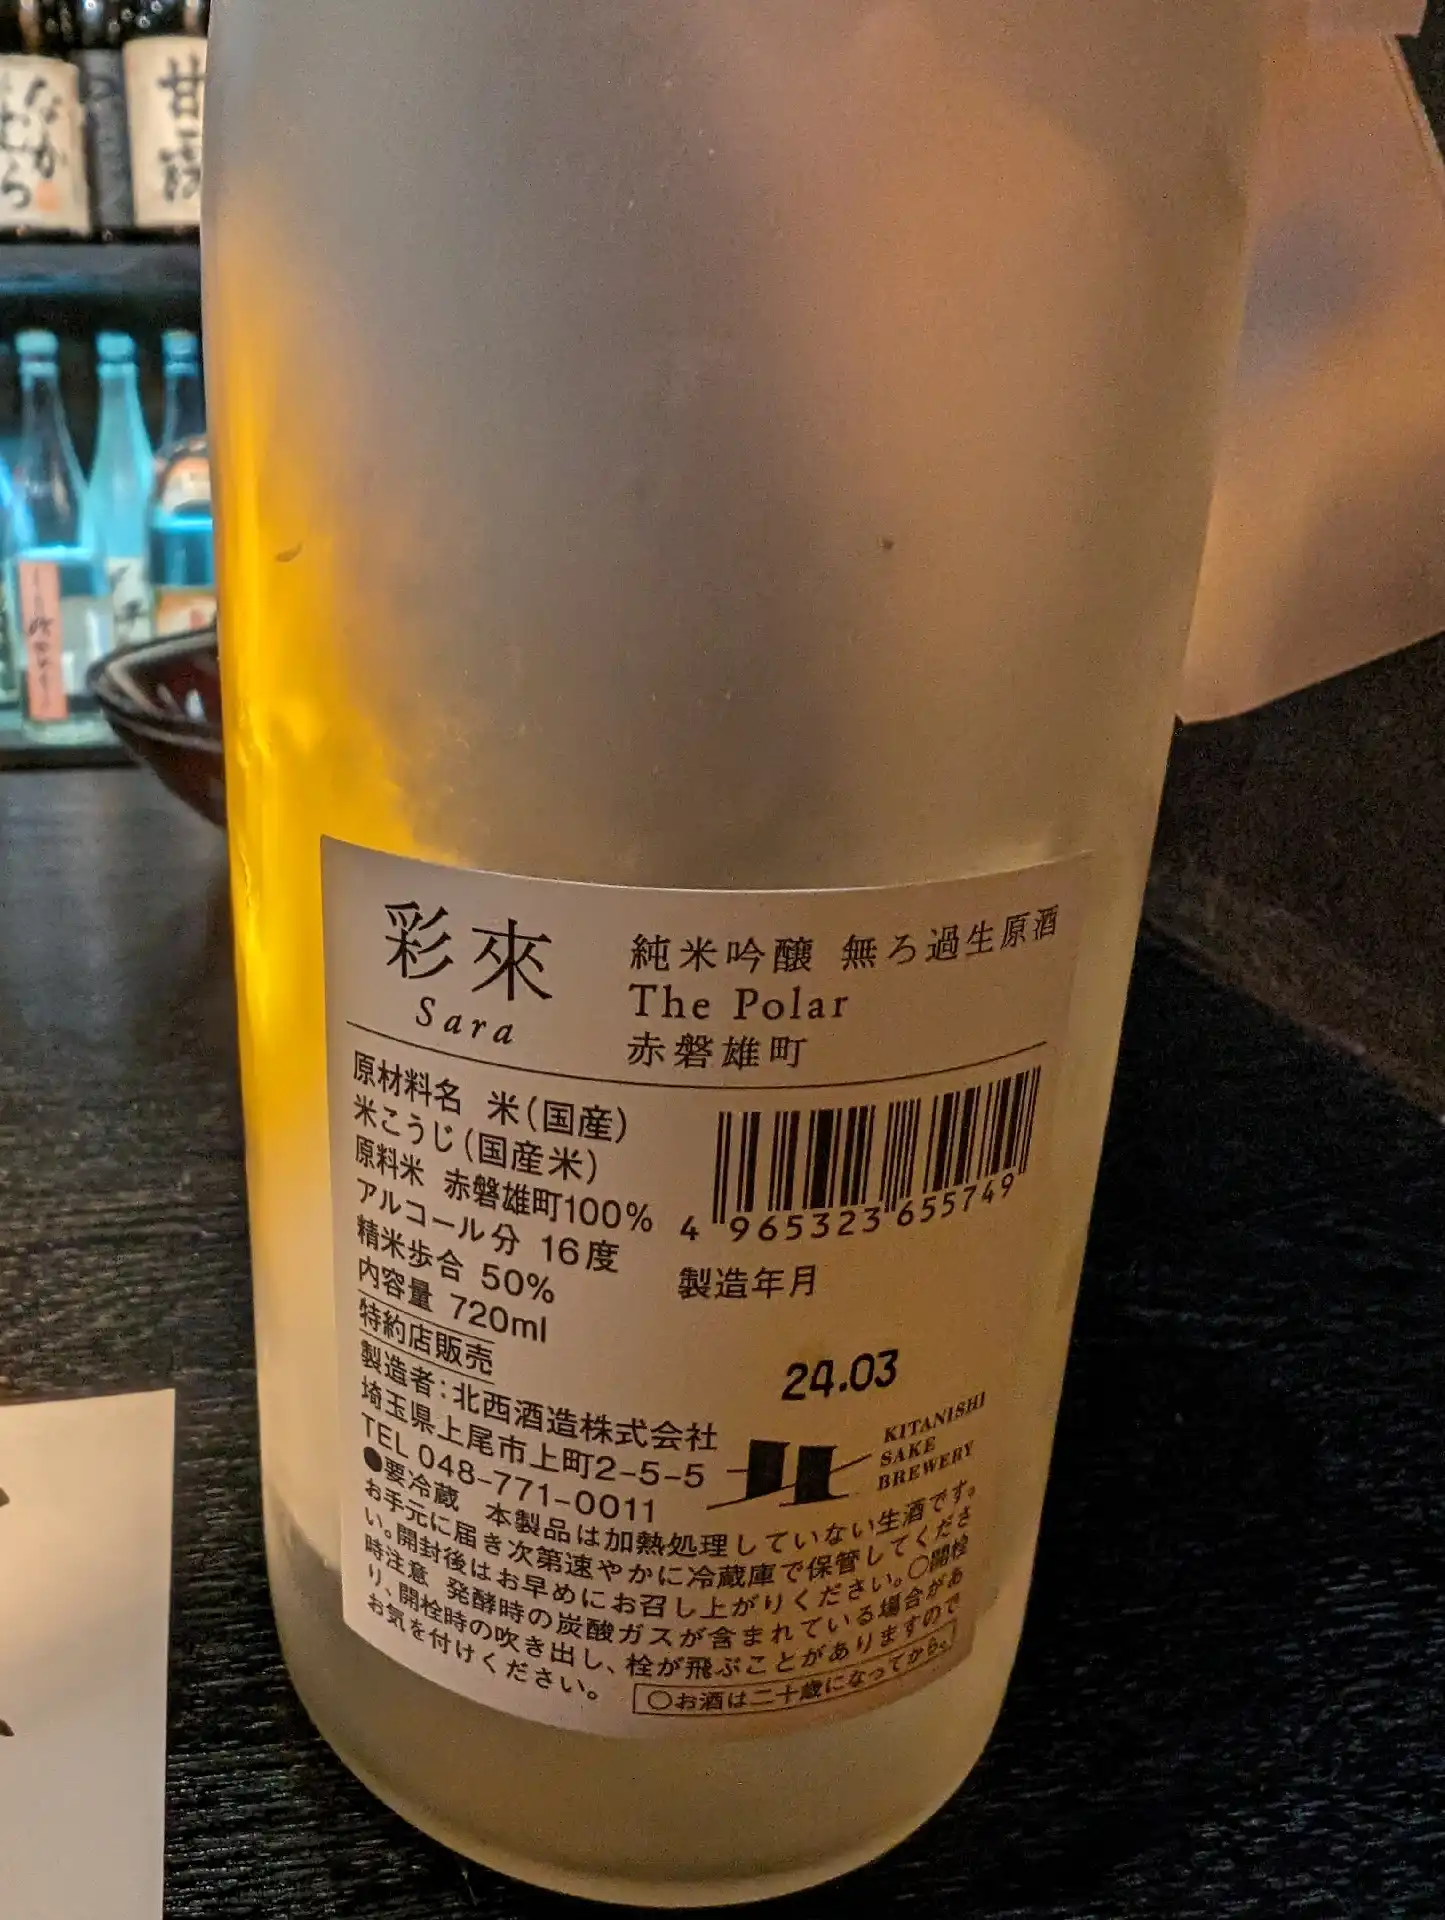 なか
むら
甘露
彩來
Sara
純米吟醸 無ろ過生原酒
The Polar
赤磐雄町
原材料名 米(国産)
米こうじ(国産米)
原料米 赤磐雄町100%
アルコール分 16度
精米歩合 50%
内容量 720ml
特約店販売
製造者:北西酒造株式会社
埼玉県上尾市上町2-5-5
TEL 048-771-0011
4 965323 655749
製造年月
24.03
KITANISHI
SAKE
BREWERY
●要冷蔵 本製品は加熱処理していない生酒です。
お手元に届き次第速やかに冷蔵庫で保管してくださ
い。開封後はお早めにお召し上がりください。○開栓
時注意 発酵時の炭酸ガスが含まれている場合があ
り、開栓時の吹き出し、栓が飛ぶことがありますので
お気を付けください。
○お酒は二十歳になってから。